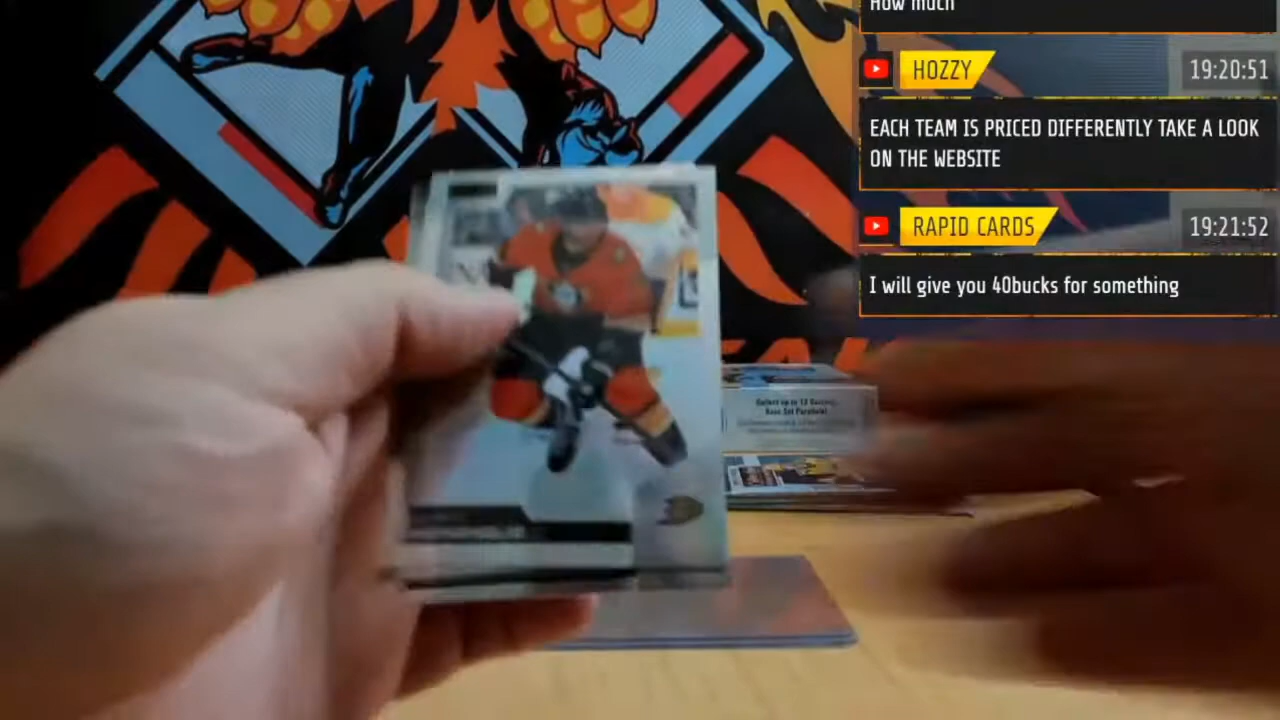 How much
HOZZY
19:20:51
EACH TEAM IS PRICED DIFFERENTLY TAKE A LOOK
ON THE WEBSITE
RAPID CARDS
19:21:52
I will give you 40bucks for something